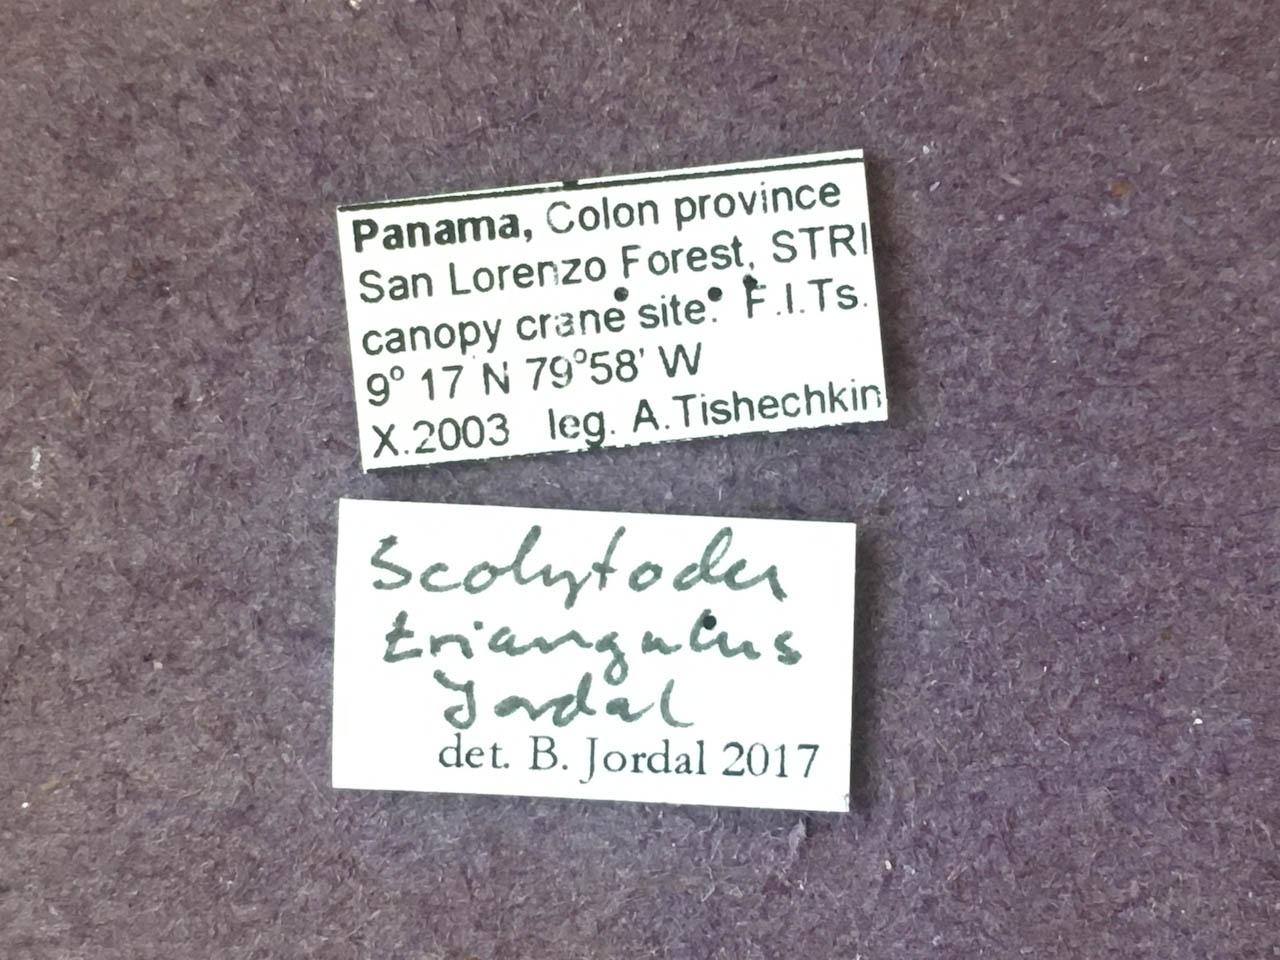 Panama, Colon province
San Lorenzo Forest, STRI
canopy crane site. F.I.Ts.
9° 17 N 79°58' W
X.2003 leg. A.Tishechkin
Scolytodes
triangulus
Jordal
det. B. Jordal 2017